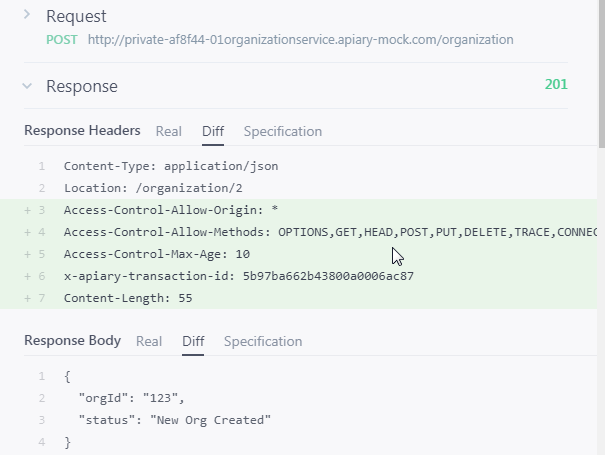 Request
POST http://private-af8f44-01organizationservice.apiary-mock.com/organization
Response 201
Response Headers Real Diff Specification
1 Content-Type: application/json
2 Location: /organization/2
+ 3 Access-Control-Allow-Origin: *
+ 4 Access-Control-Allow-Methods: OPTIONS,GET,HEAD,POST,PUT,DELETE,TRACE,CONNEC
+ 5 Access-Control-Max-Age: 10
+ 6 x-apiary-transaction-id: 5b97ba662b43800a0006ac87
+ 7 Content-Length: 55
Response Body Real Diff Specification
1 {
2 "orgId": "123",
3 "status": "New Org Created"
4 }